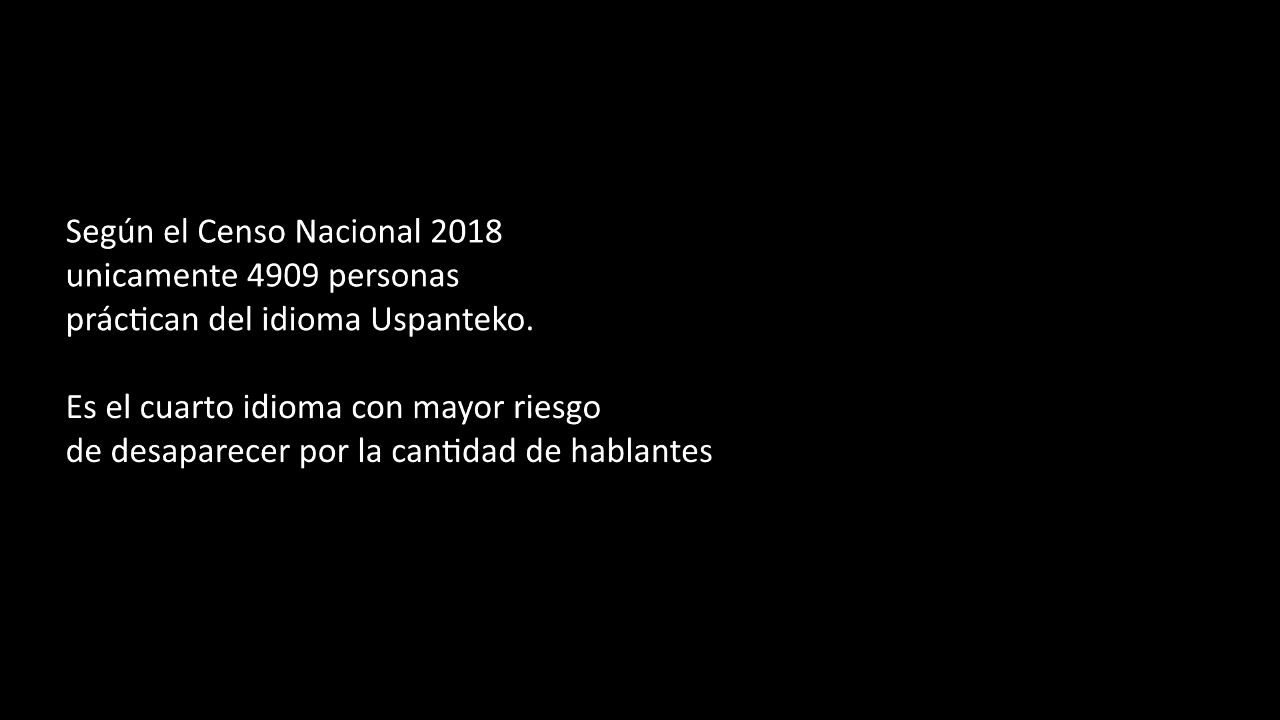 Según el Censo Nacional 2018
unicamente 4909 personas
práctican del idioma Uspanteko.
Es el cuarto idioma con mayor riesgo
de desaparecer por la cantidad de hablantes